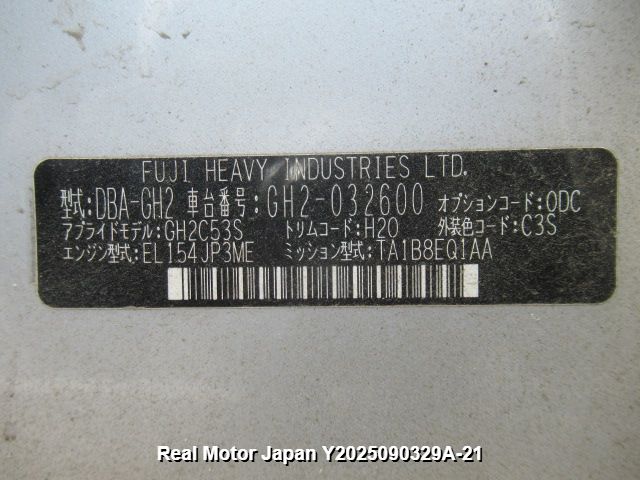 FUJI HEAVY INDUSTRIES LTD.
型式:DBA-GH2 車台番号:GH2-032600 オプションコード:ODC
アプライドモデル:GH2C53S トリムコード:H20 外装色コード:C3S
エンジン型式:EL154JP3ME ミッション型式:TA1B8EQ1AA
Real Motor Japan Y2025090329A-21